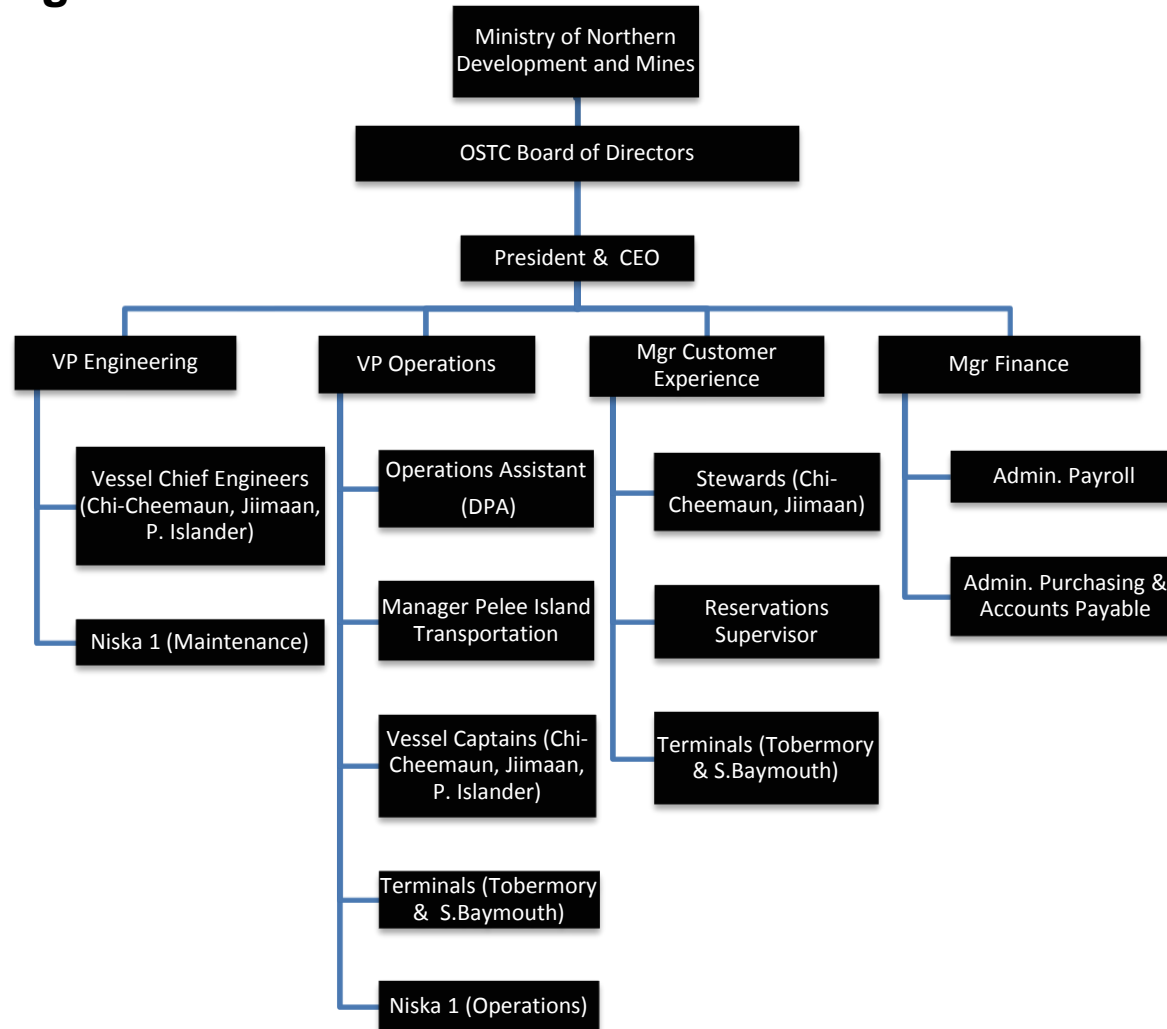 g
Ministry of Northern
Development and Mines
OSTC Board of Directors
President & CEO
VP Engineering
VP Operations
Mgr Customer
Experience
Mgr Finance
Vessel Chief Engineers
(Chi-Cheemaun, Jiimaan,
P. Islander)
Niska 1 (Maintenance)
Operations Assistant
(DPA)
Manager Pelee Island
Transportation
Vessel Captains (Chi-
Cheemaun, Jiimaan,
P. Islander)
Terminals (Tobermory
& S.Baymouth)
Niska 1 (Operations)
Stewards (Chi-
Cheemaun, Jiimaan)
Reservations
Supervisor
Terminals (Tobermory
& S.Baymouth)
Admin. Payroll
Admin. Purchasing &
Accounts Payable